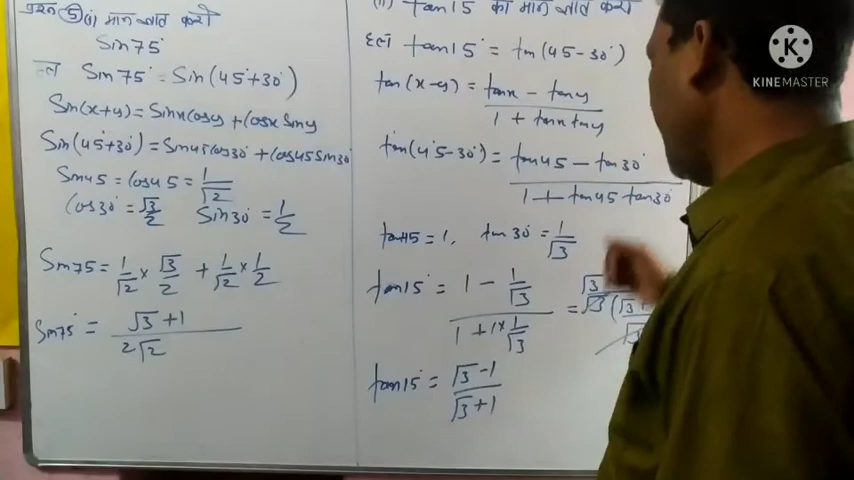 प्रश्न ⑤ (i) मान ज्ञात करो
Sin75°
हल Sin75° = Sin(45°+30°)
Sin(x+y) = Sinx Cosy + Cosx Siny
Sin(45°+30°) = Sin45 Cos30° + Cos45 Sin30°
Sin45 = Cos45 = 1/√2
Cos30° = √3/2 Sin30° = 1/2
Sin75 = 1/√2 × √3/2 + 1/√2 × 1/2
Sin75° = √3+1 / 2√2
(ii) tan15° का मान ज्ञात करो
हल tan15° = tan(45-30°)
tan(x-y) = tanx - tany / 1 + tanx tany
tan(45°-30°) = tan45 - tan30° / 1 + tan45 tan30°
tan45 = 1, tan30° = 1/√3
tan15° = 1 - 1/√3 / 1 + 1×1/√3 =
tan15° = √3-1 / √3+1
K
KINEMASTER